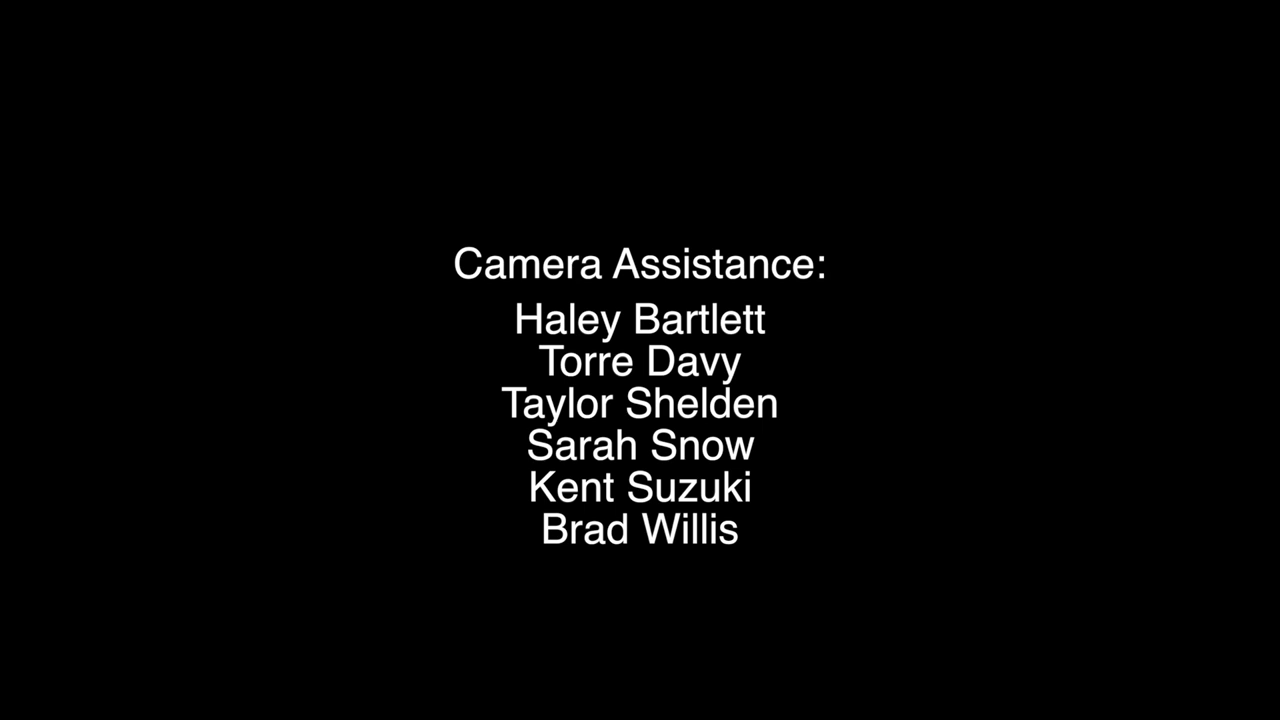 Camera Assistance:
Haley Bartlett
Torre Davy
Taylor Shelden
Sarah Snow
Kent Suzuki
Brad Willis